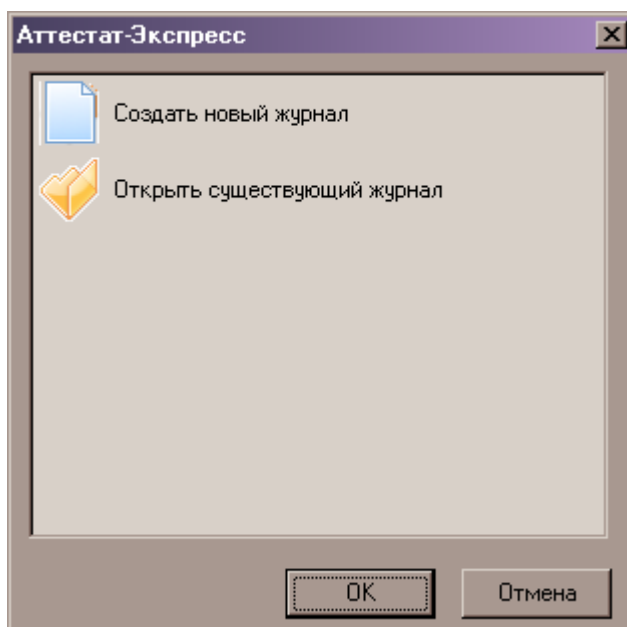 Аттестат-Экспресс
Создать новый журнал
Открыть существующий журнал
OK
Отмена